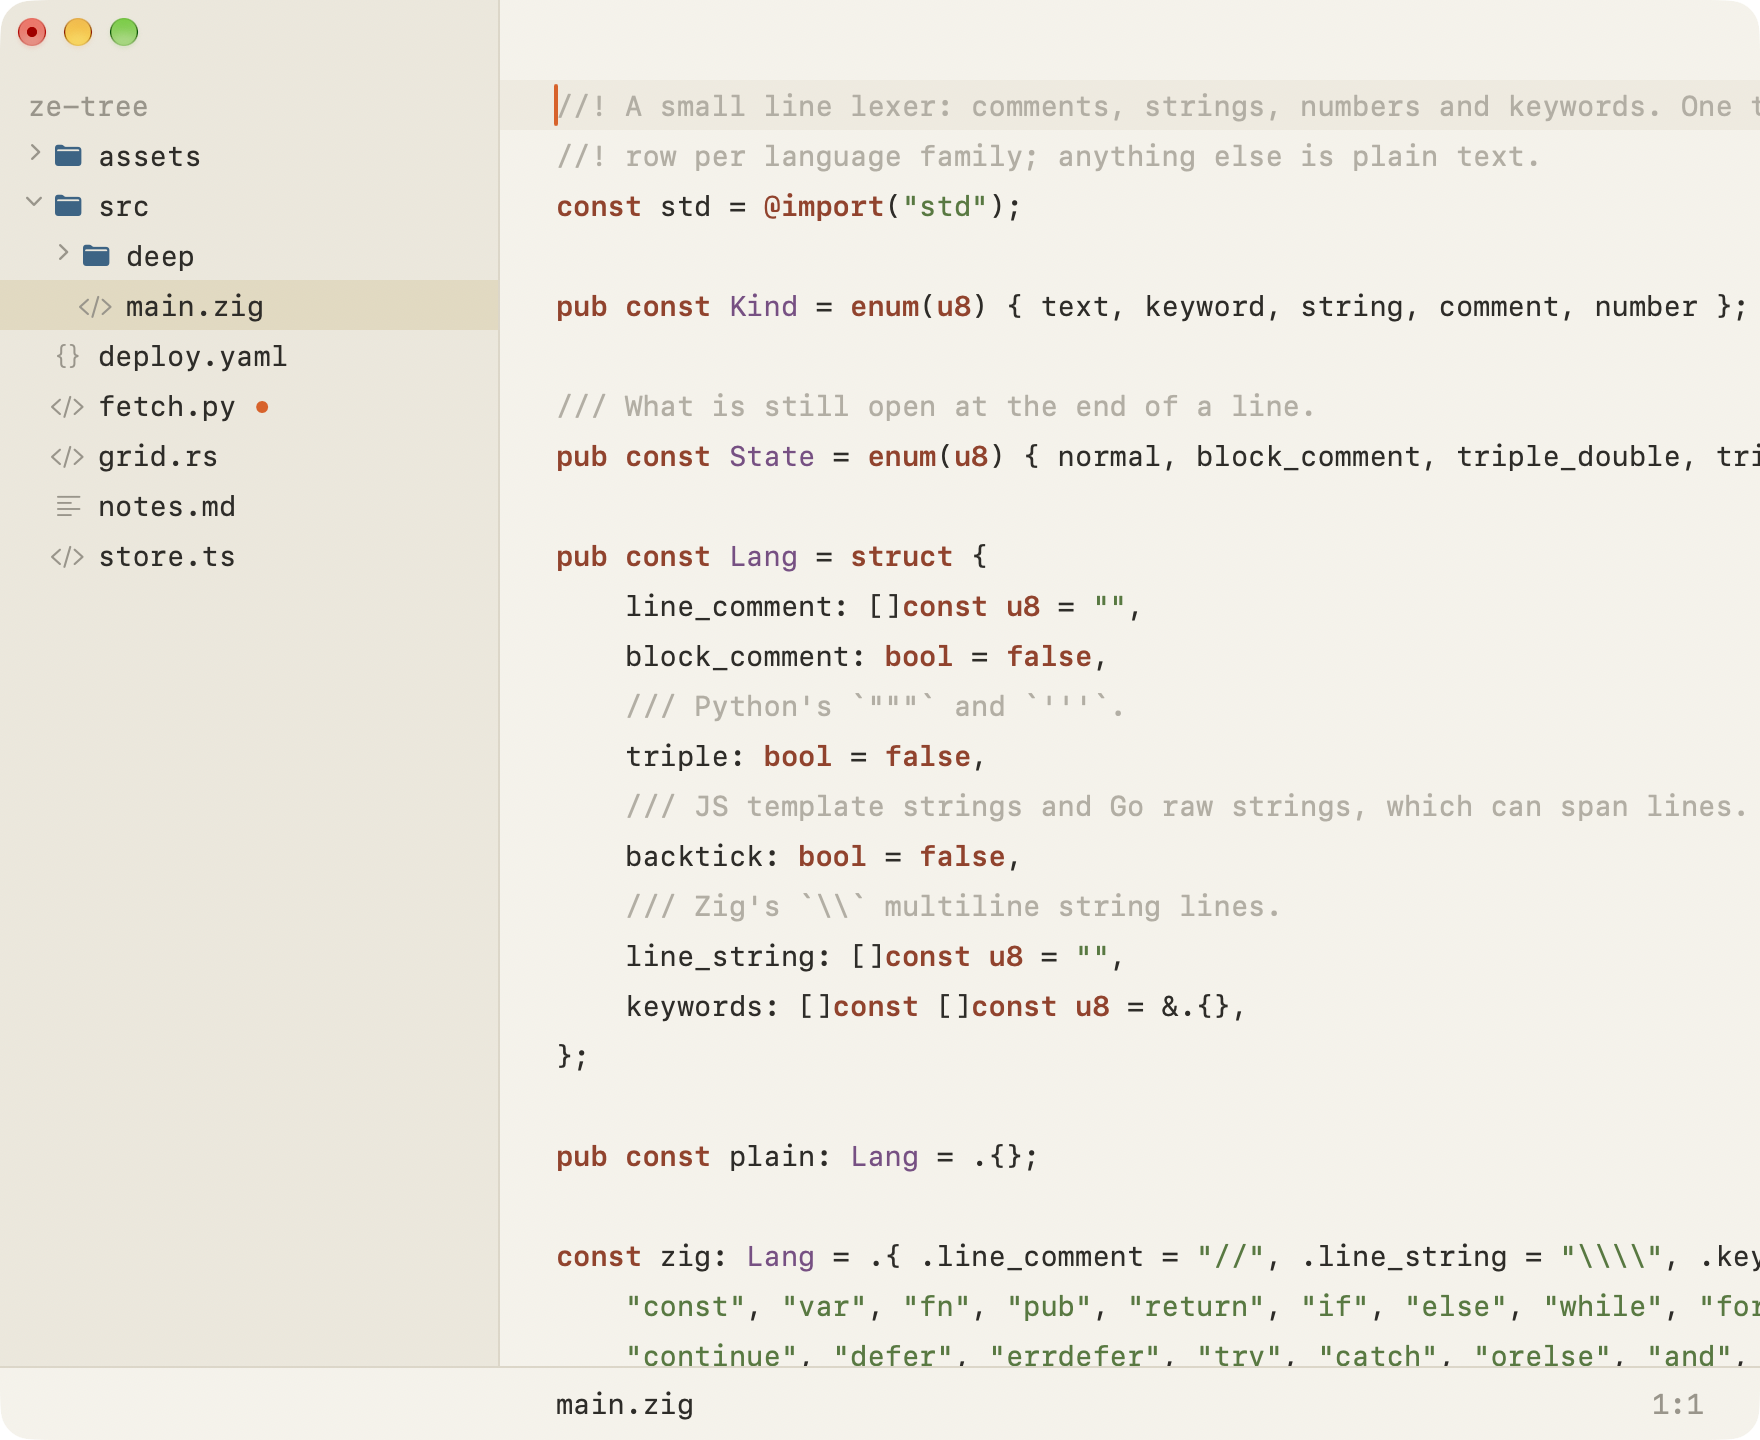 ze-tree
assets
src
deep
main.zig
deploy.yaml
fetch.py
grid.rs
notes.md
store.ts
//! A small line lexer: comments, strings, numbers and keywords. One
//! row per language family; anything else is plain text.
const std = @import("std");
pub const Kind = enum(u8) { text, keyword, string, comment, number };
/// What is still open at the end of a line.
pub const State = enum(u8) { normal, block_comment, triple_double, tri
pub const Lang = struct {
    line_comment: []const u8 = "",
    block_comment: bool = false,
    /// Python's `"""` and `'''`.
    triple: bool = false,
    /// JS template strings and Go raw strings, which can span lines.
    backtick: bool = false,
    /// Zig's `\\` multiline string lines.
    line_string: []const u8 = "",
    keywords: []const []const u8 = &.{},
};
pub const plain: Lang = .{};
const zig: Lang = .{ .line_comment = "//", .line_string = "\\\\", .key
    "const", "var", "fn", "pub", "return", "if", "else", "while", "for
    "continue", "defer", "errdefer", "try", "catch", "orelse", "and",
main.zig
1:1